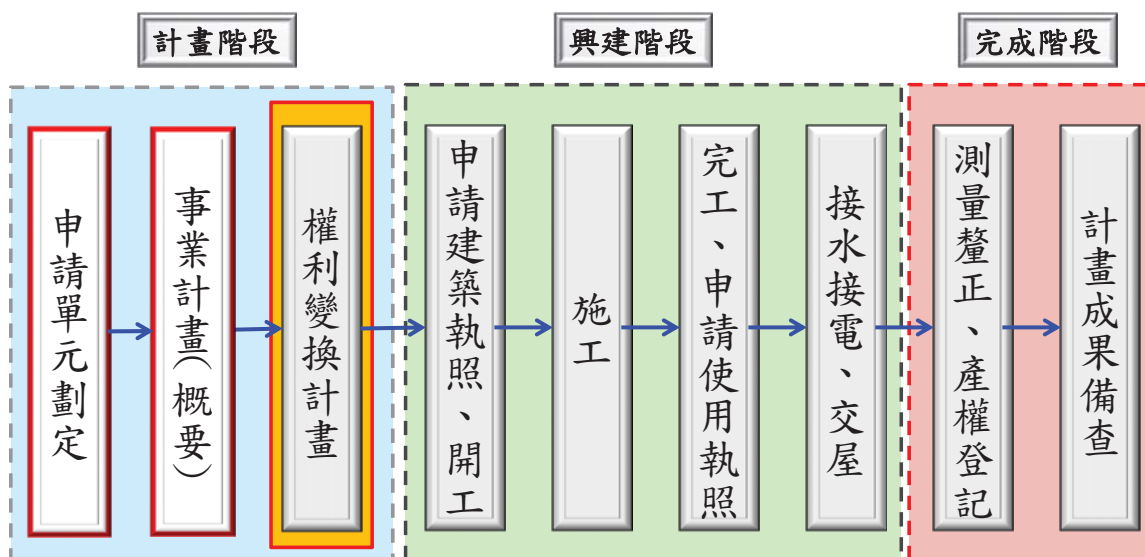 計畫階段
興建階段
完成階段
申請單元劃定
事業計畫(概要)
權利變換計畫
申請建築執照、開工
施工
完工、申請使用執照
接水接電、交屋
測量釐正、產權登記
計畫成果備查